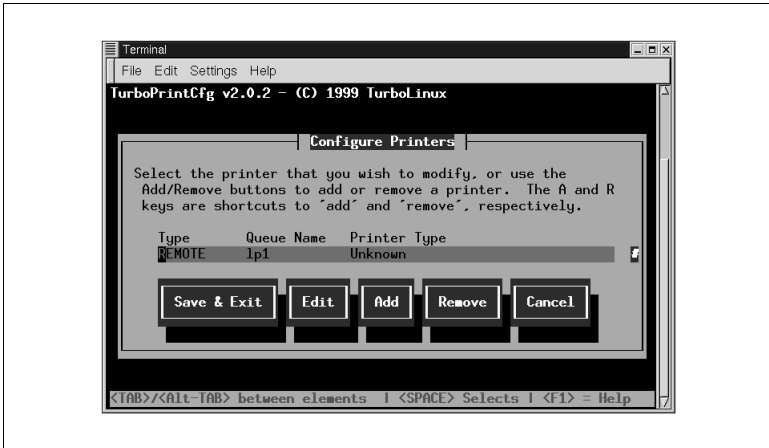 Terminal
File Edit Settings Help
TurboPrintCfg v2.0.2 - (C) 1999 TurboLinux
Configure Printers
Select the printer that you wish to modify, or use the
Add/Remove buttons to add or remove a printer. The A and R
keys are shortcuts to ´add´ and ´remove´, respectively.
Type Queue Name Printer Type
REMOTE lp1 Unknown #
Save & Exit Edit Add Remove Cancel
<TAB>/<Alt-TAB> between elements | <SPACE> Selects | <F1> = Help